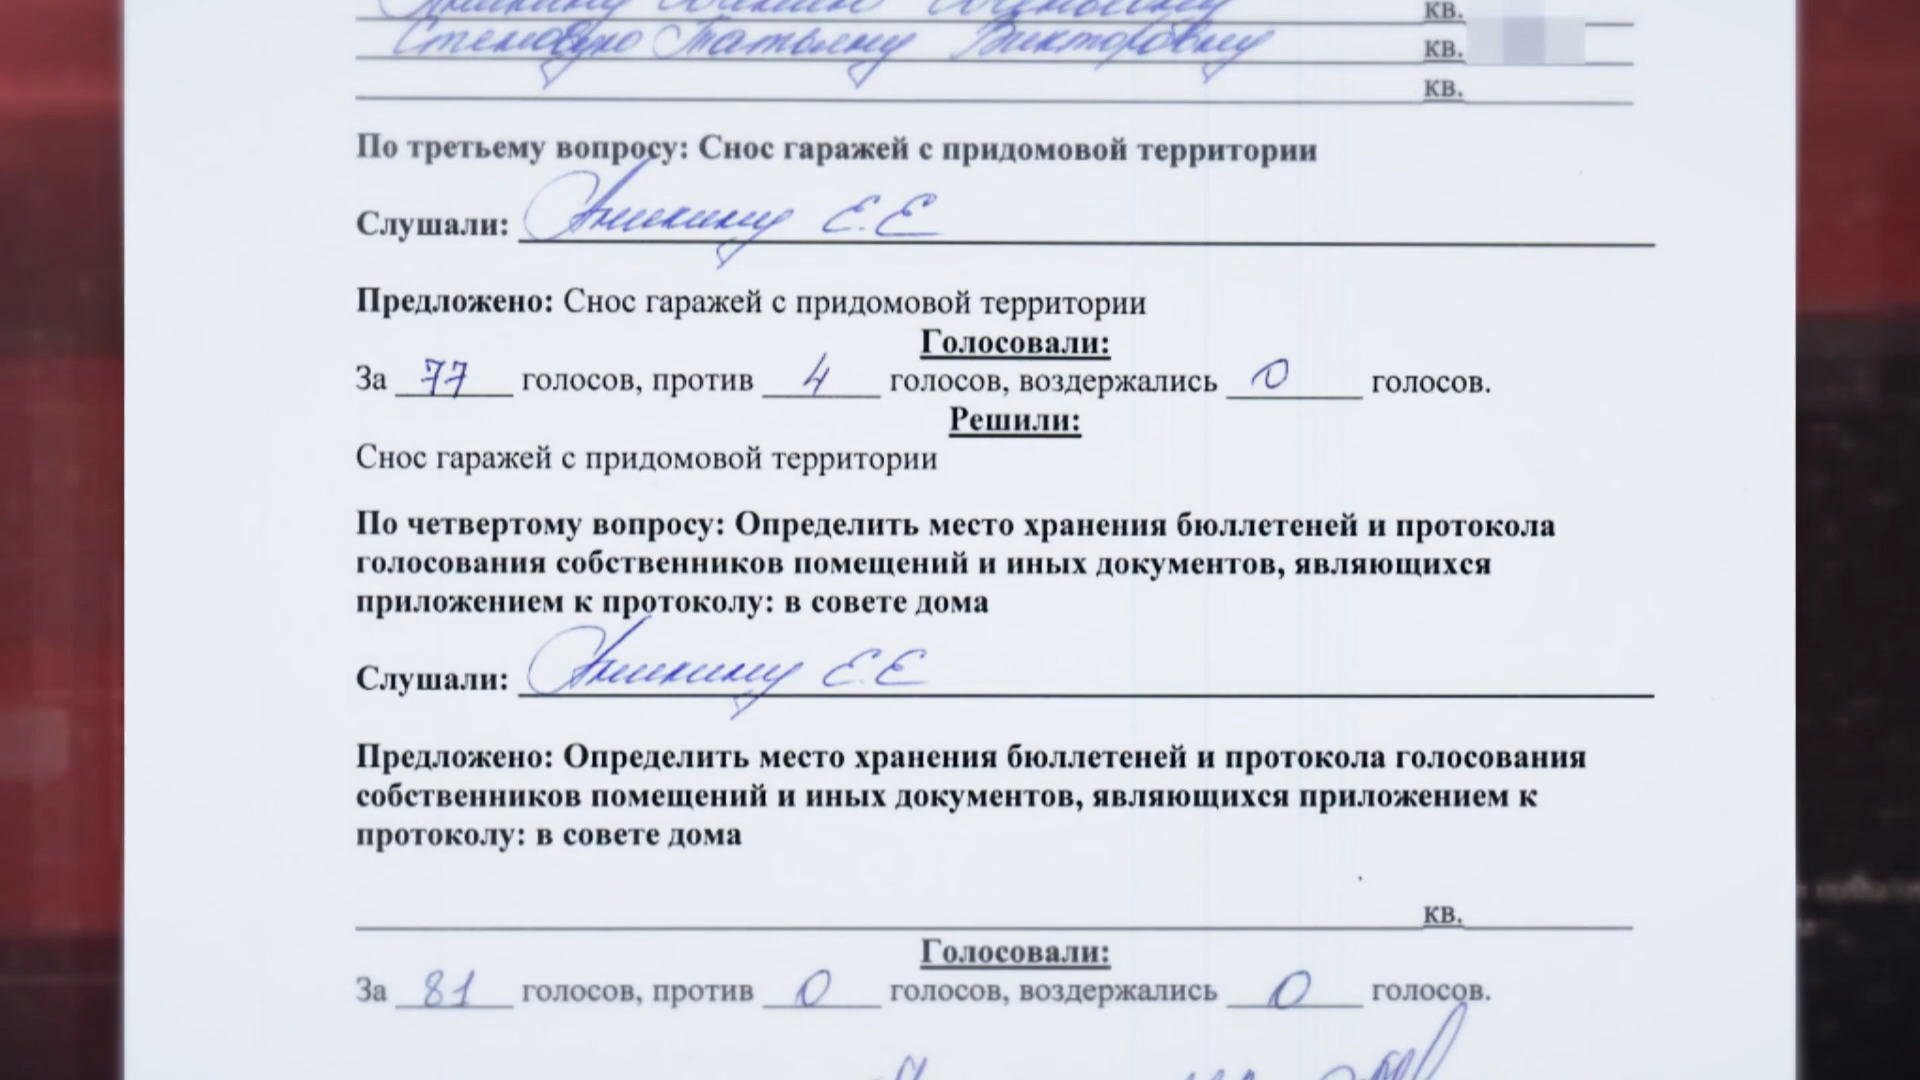 кв.
Татьяну Викторовну кв.
кв.
По третьему вопросу: Снос гаражей с придомовой территории
Слушали: Аникину Е.Е
Предложено: Снос гаражей с придомовой территории
Голосовали:
За 77 голосов, против 4 голосов, воздержались 0 голосов.
Решили:
Снос гаражей с придомовой территории
По четвертому вопросу: Определить место хранения бюллетеней и протокола
голосования собственников помещений и иных документов, являющихся
приложением к протоколу: в совете дома
Слушали: Аникину Е.Е
Предложено: Определить место хранения бюллетеней и протокола голосования
собственников помещений и иных документов, являющихся приложением к
протоколу: в совете дома
кв.
Голосовали:
За 81 голосов, против 0 голосов, воздержались 0 голосов.